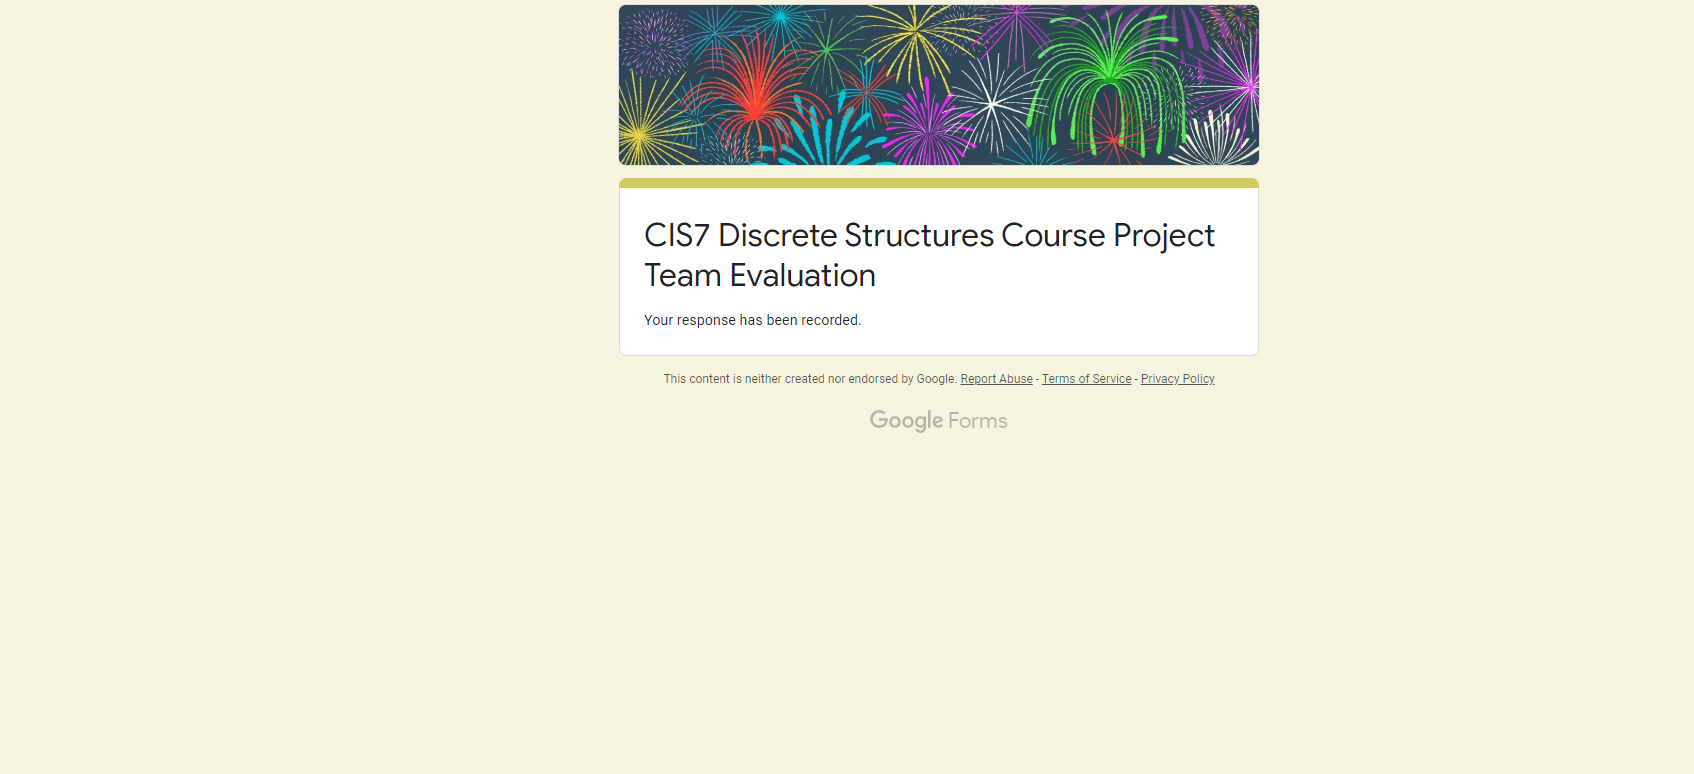 CIS7 Discrete Structures Course Project
Team Evaluation
Your response has been recorded.
This content is neither created nor endorsed by Google. Report Abuse - Terms of Service - Privacy Policy
Google Forms